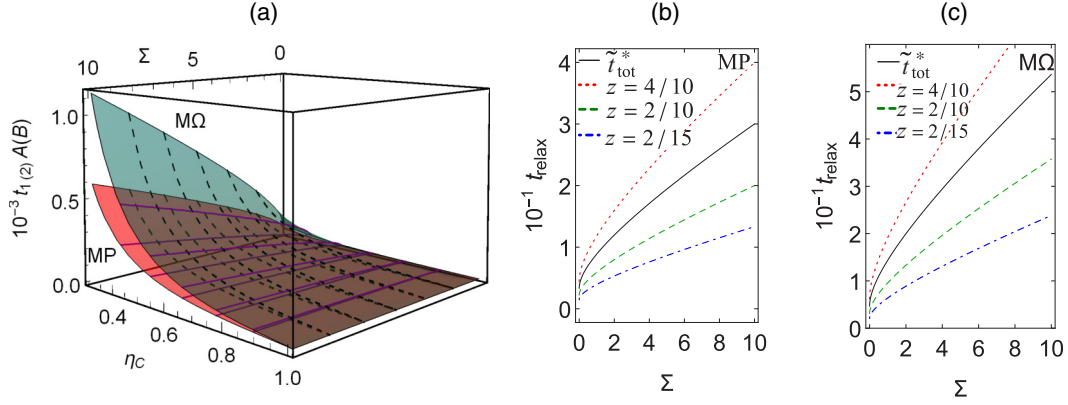 (a)
Σ
10
5
0
1.0
0.5
0.0
10⁻³ t₁₍₂₎ A(B)
MΩ
MP
0.4
0.6
0.8
1.0
η_C
(b)
MP
t̃*_tot
z = 4/10
z = 2/10
z = 2/15
4
3
2
1
0
10⁻¹ t_relax
0 2 4 6 8 10
Σ
(c)
MΩ
t̃*_tot
z = 4/10
z = 2/10
z = 2/15
5
4
3
2
1
0
10⁻¹ t_relax
0 2 4 6 8 10
Σ